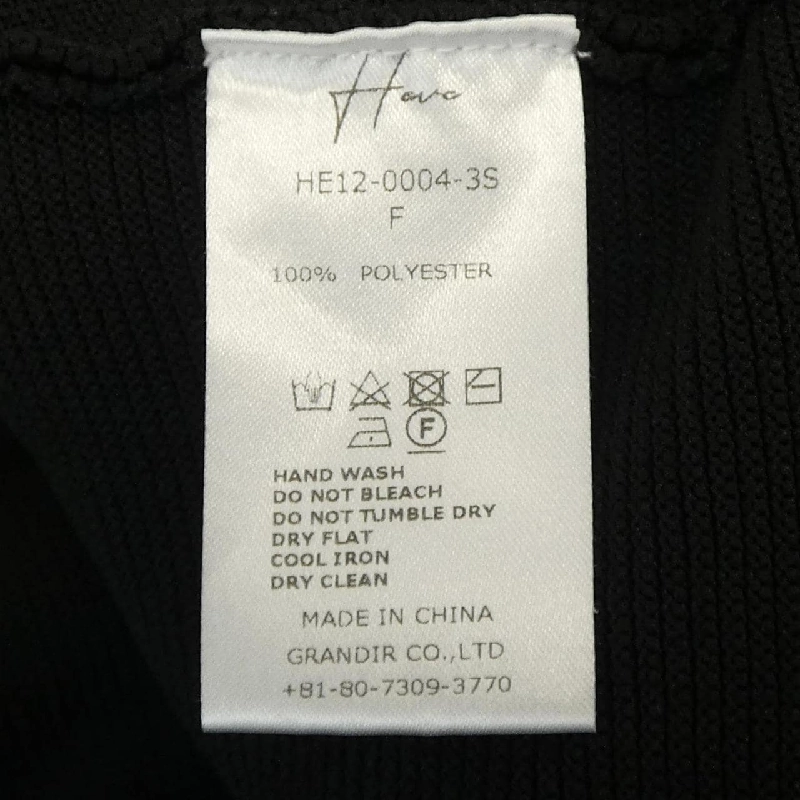 HE12-0004-3S
F
100% POLYESTER
F
HAND WASH
DO NOT BLEACH
DO NOT TUMBLE DRY
DRY FLAT
COOL IRON
DRY CLEAN
MADE IN CHINA
GRANDIR CO.,LTD
+81-80-7309-3770